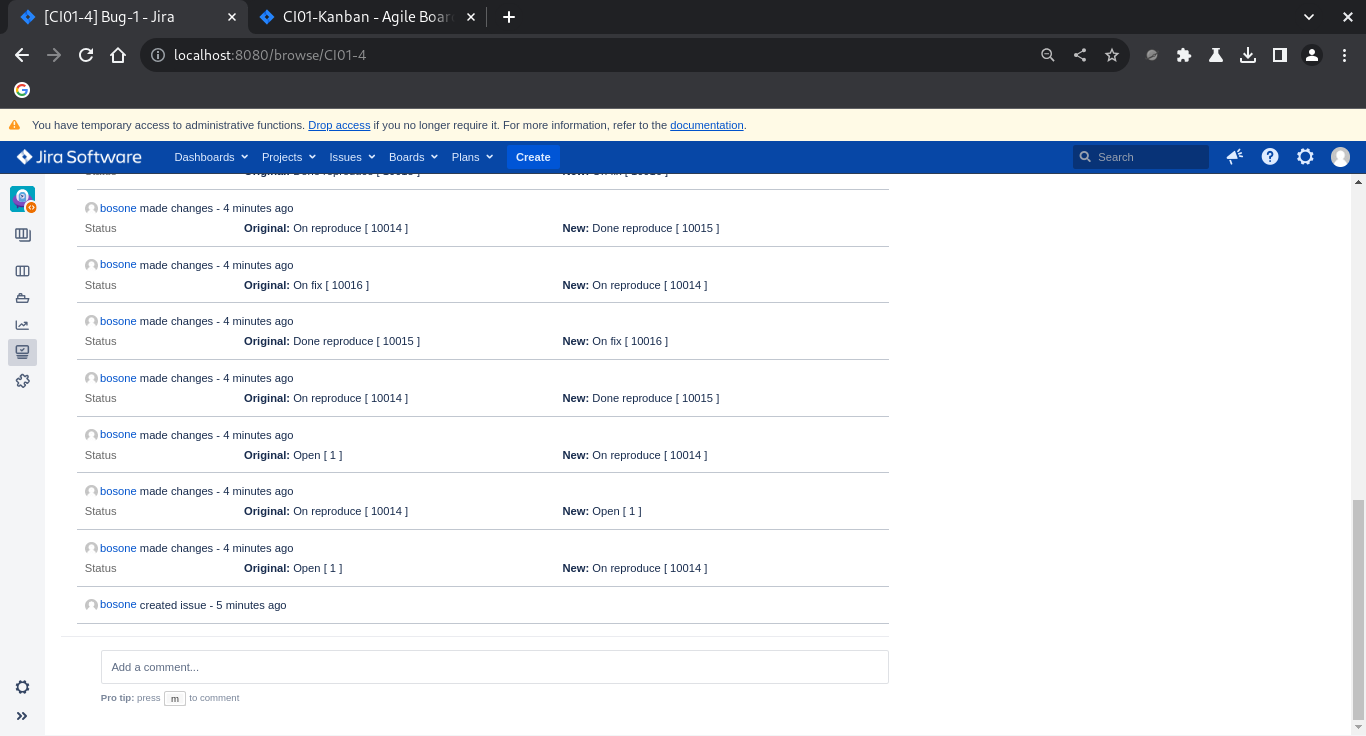 [CI01-4] Bug-1 - Jira
CI01-Kanban - Agile Boar
localhost:8080/browse/CI01-4
You have temporary access to administrative functions. Drop access if you no longer require it. For more information, refer to the documentation.
Jira Software Dashboards Projects Issues Boards Plans Create Search
bosone made changes - 4 minutes ago
Status Original: On reproduce [ 10014 ] New: Done reproduce [ 10015 ]
bosone made changes - 4 minutes ago
Status Original: On fix [ 10016 ] New: On reproduce [ 10014 ]
bosone made changes - 4 minutes ago
Status Original: Done reproduce [ 10015 ] New: On fix [ 10016 ]
bosone made changes - 4 minutes ago
Status Original: On reproduce [ 10014 ] New: Done reproduce [ 10015 ]
bosone made changes - 4 minutes ago
Status Original: Open [ 1 ] New: On reproduce [ 10014 ]
bosone made changes - 4 minutes ago
Status Original: On reproduce [ 10014 ] New: Open [ 1 ]
bosone made changes - 4 minutes ago
Status Original: Open [ 1 ] New: On reproduce [ 10014 ]
bosone created issue - 5 minutes ago
Add a comment...
Pro tip: press m to comment